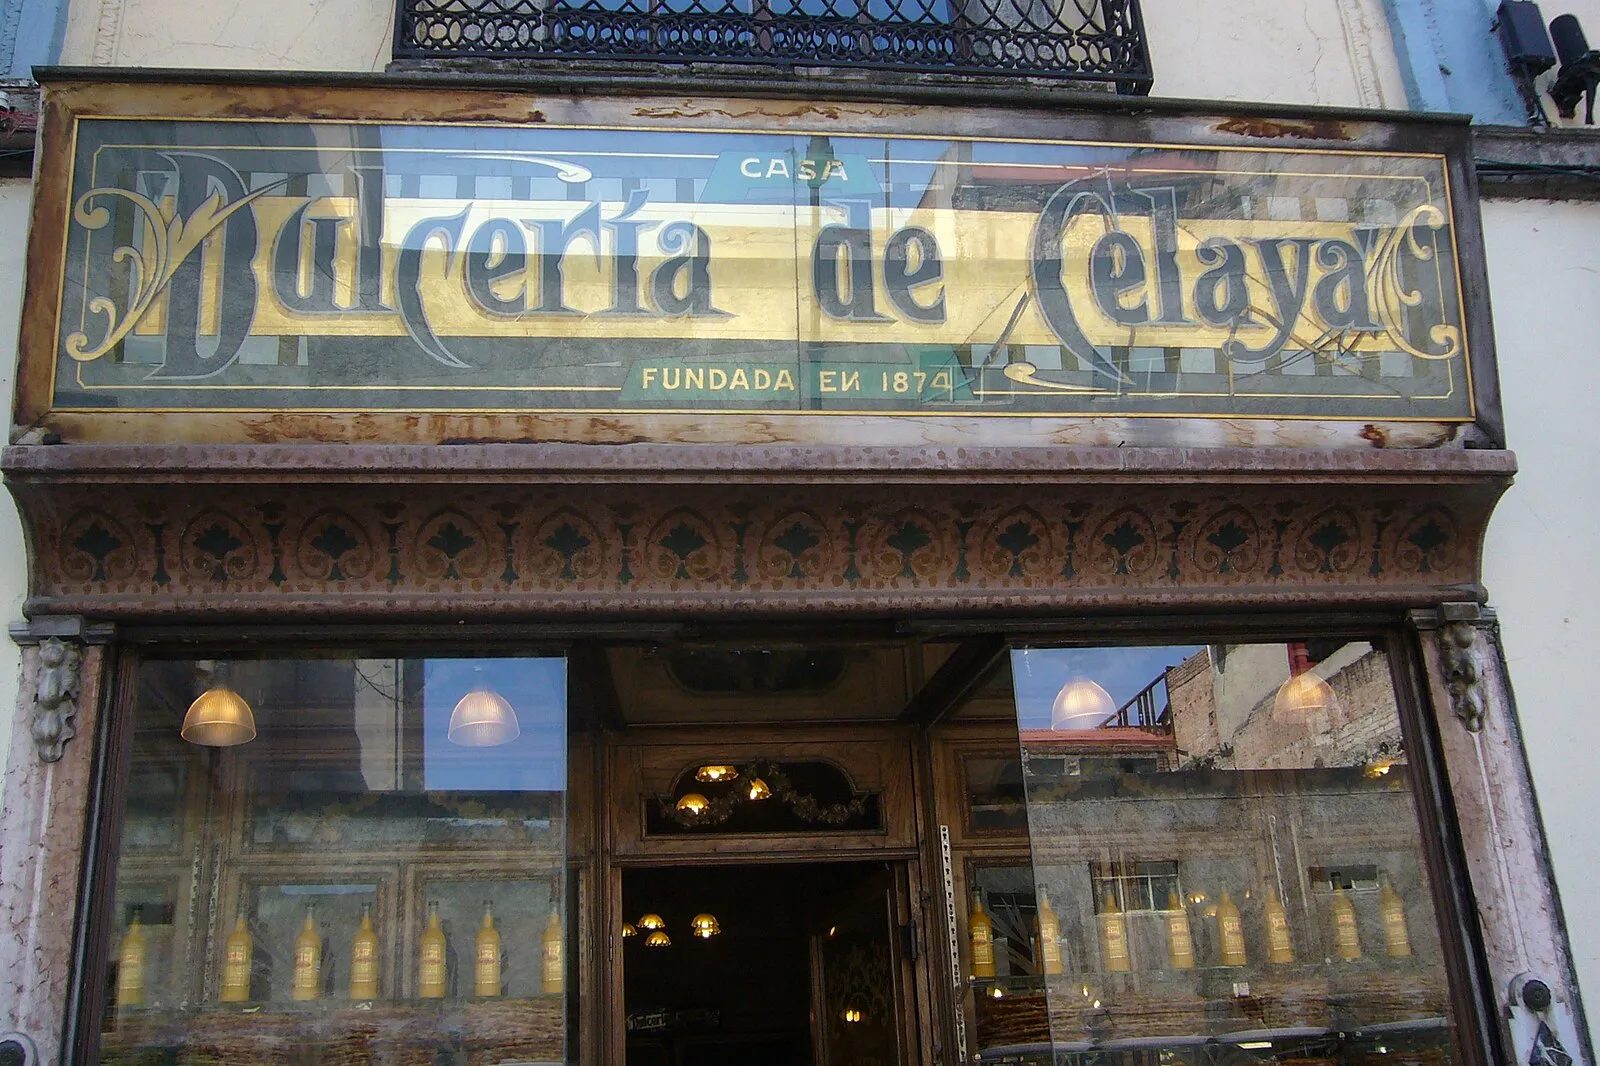 CASA
Dulcería de Celaya
FUNDADA EN 1874